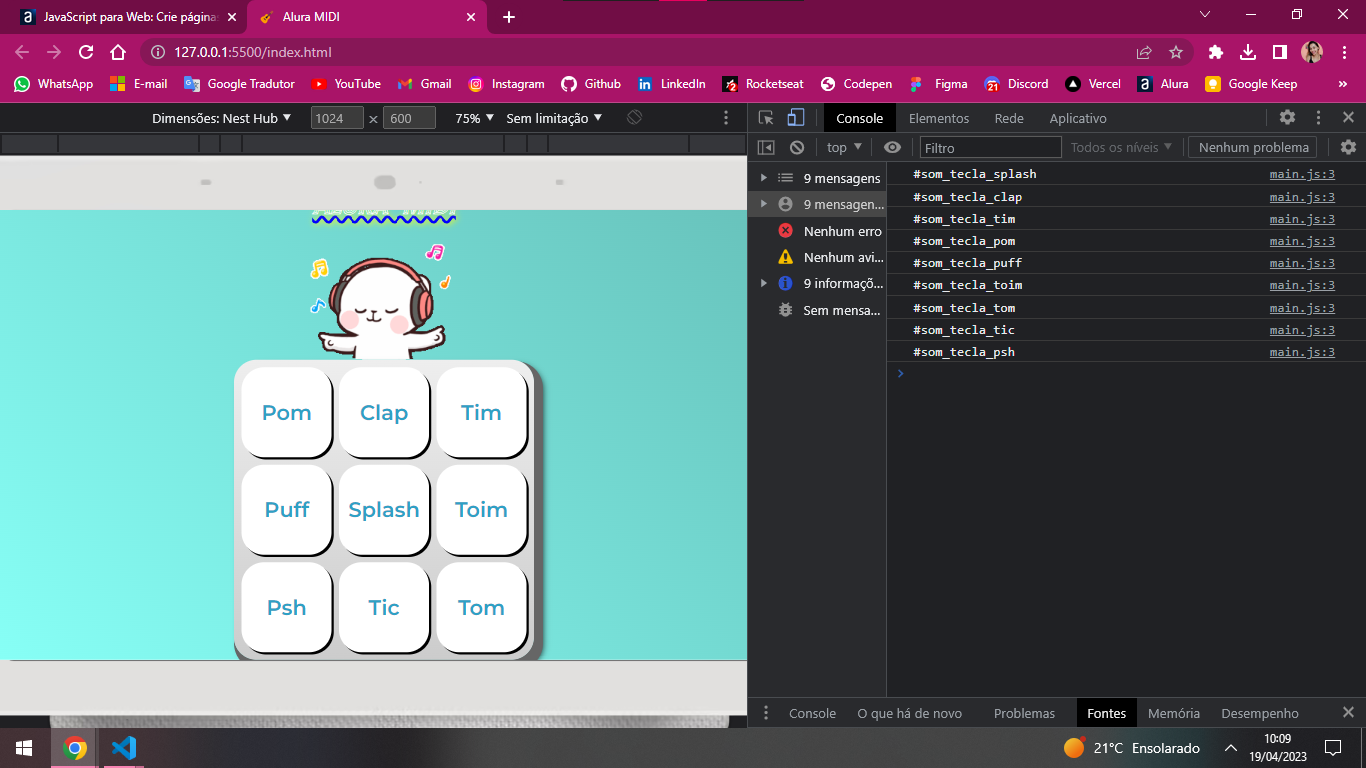 JavaScript para Web: Crie página
Alura MIDI
127.0.0.1:5500/index.html
WhatsApp E-mail Google Tradutor YouTube Gmail Instagram Github LinkedIn Rocketseat Codepen Figma 21 Discord Vercel Alura Google Keep »
Dimensões: Nest Hub ▼ 1024 × 600 75% ▼ Sem limitação ▼
Console Elementos Rede Aplicativo
top ▼ Filtro Todos os níveis ▼ Nenhum problema
9 mensagens
9 mensagen...
Nenhum erro
Nenhum avi...
9 informaçõ...
Sem mensa...
#som_tecla_splash main.js:3
#som_tecla_clap main.js:3
#som_tecla_tim main.js:3
#som_tecla_pom main.js:3
#som_tecla_puff main.js:3
#som_tecla_toim main.js:3
#som_tecla_tom main.js:3
#som_tecla_tic main.js:3
#som_tecla_psh main.js:3
Pom Clap Tim
Puff Splash Toim
Psh Tic Tom
Console O que há de novo Problemas Fontes Memória Desempenho
21°C Ensolarado
10:09
19/04/2023